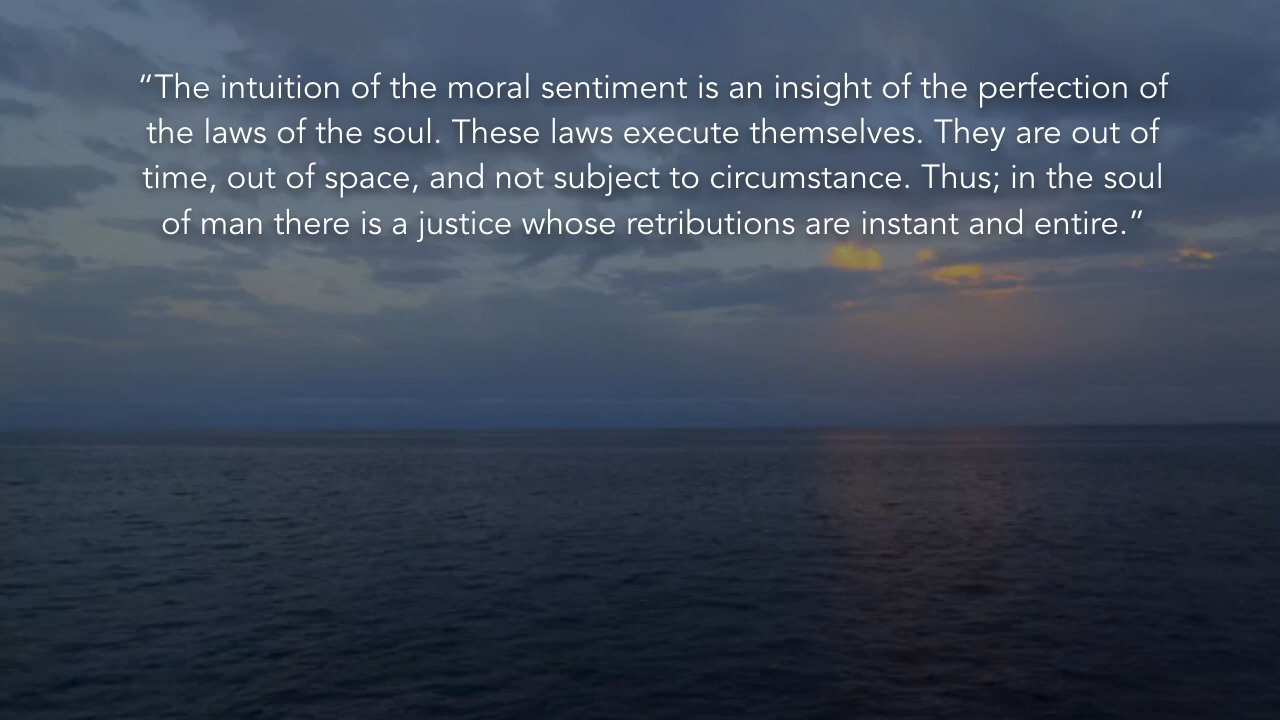 “The intuition of the moral sentiment is an insight of the perfection of
the laws of the soul. These laws execute themselves. They are out of
time, out of space, and not subject to circumstance. Thus; in the soul
of man there is a justice whose retributions are instant and entire.”